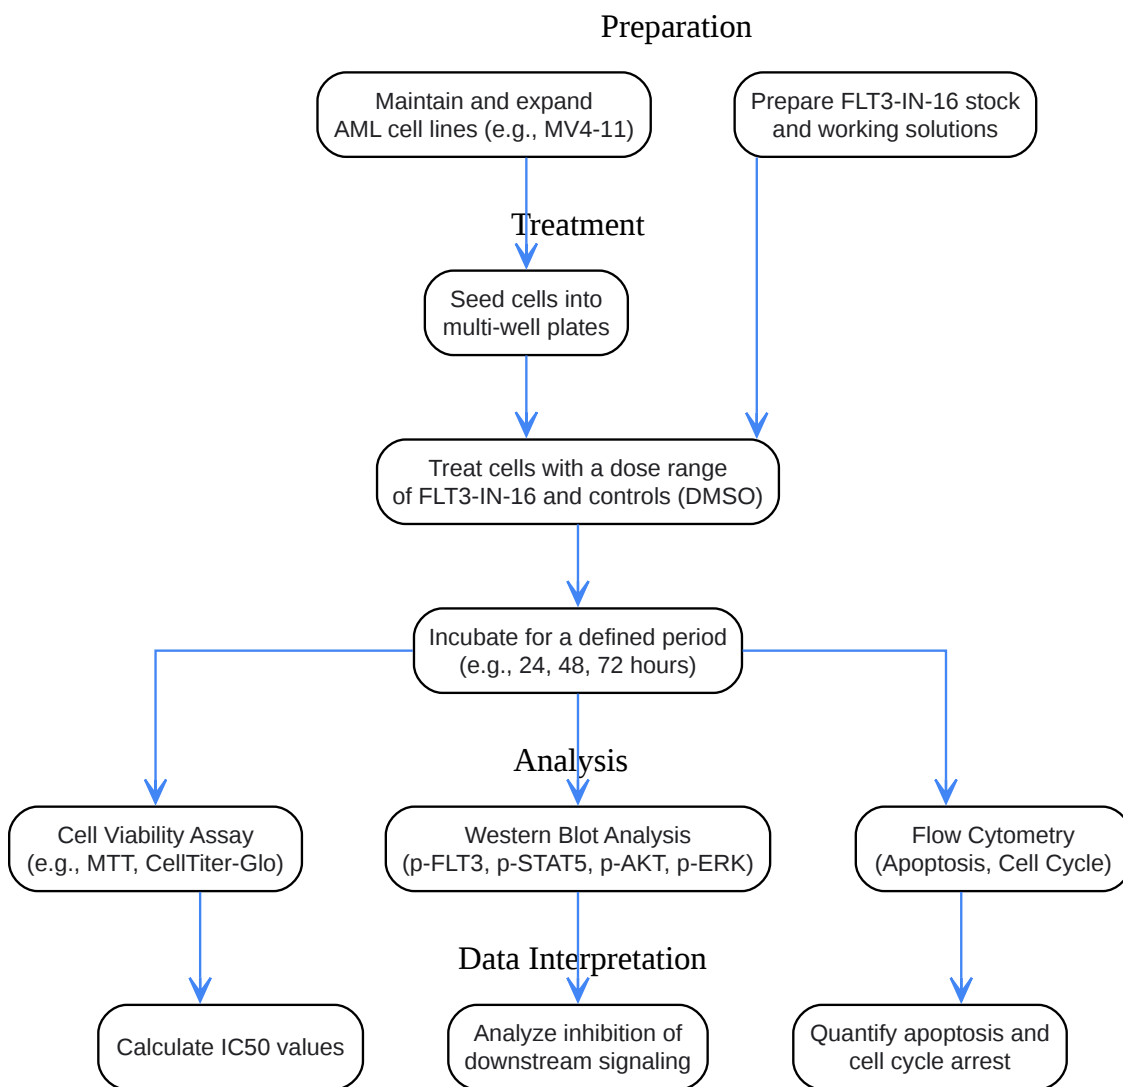 Preparation
Maintain and expand
AML cell lines (e.g., MV4-11)
Prepare FLT3-IN-16 stock
and working solutions
Treatment
Seed cells into
multi-well plates
Treat cells with a dose range
of FLT3-IN-16 and controls (DMSO)
Incubate for a defined period
(e.g., 24, 48, 72 hours)
Analysis
Cell Viability Assay
(e.g., MTT, CellTiter-Glo)
Western Blot Analysis
(p-FLT3, p-STAT5, p-AKT, p-ERK)
Flow Cytometry
(Apoptosis, Cell Cycle)
Data Interpretation
Calculate IC50 values
Analyze inhibition of
downstream signaling
Quantify apoptosis and
cell cycle arrest